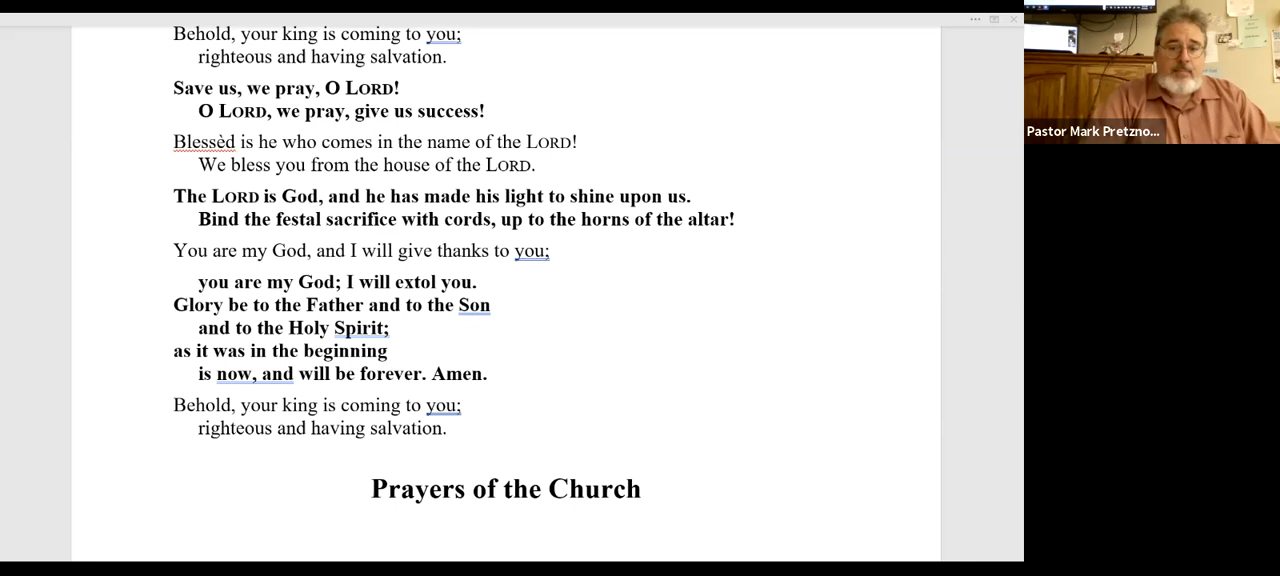 Behold, your king is coming to you;
righteous and having salvation.
Save us, we pray, O LORD!
O LORD, we pray, give us success!
Blessèd is he who comes in the name of the LORD!
We bless you from the house of the LORD.
The LORD is God, and he has made his light to shine upon us.
Bind the festal sacrifice with cords, up to the horns of the altar!
You are my God, and I will give thanks to you;
you are my God; I will extol you.
Glory be to the Father and to the Son
and to the Holy Spirit;
as it was in the beginning
is now, and will be forever. Amen.
Behold, your king is coming to you;
righteous and having salvation.
Prayers of the Church
Pastor Mark Pretzno...